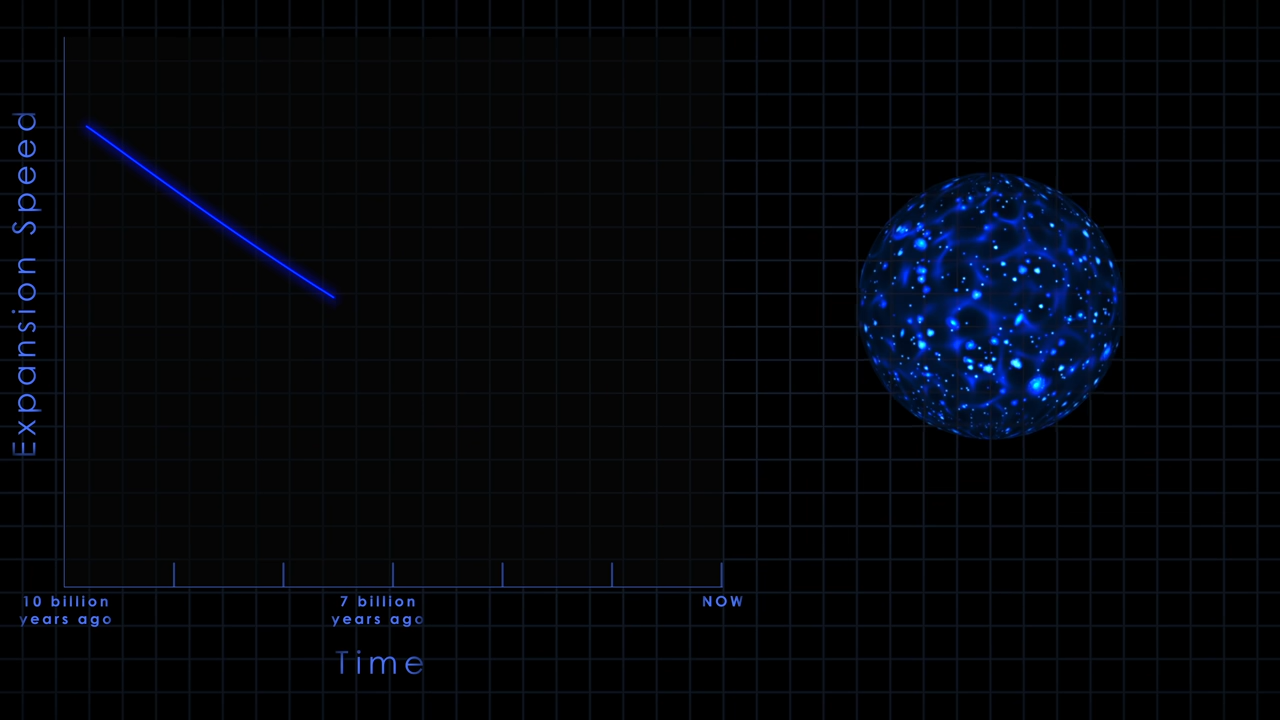 Expansion Speed
10 billion
years ago
7 billion
years ago
NOW
Time